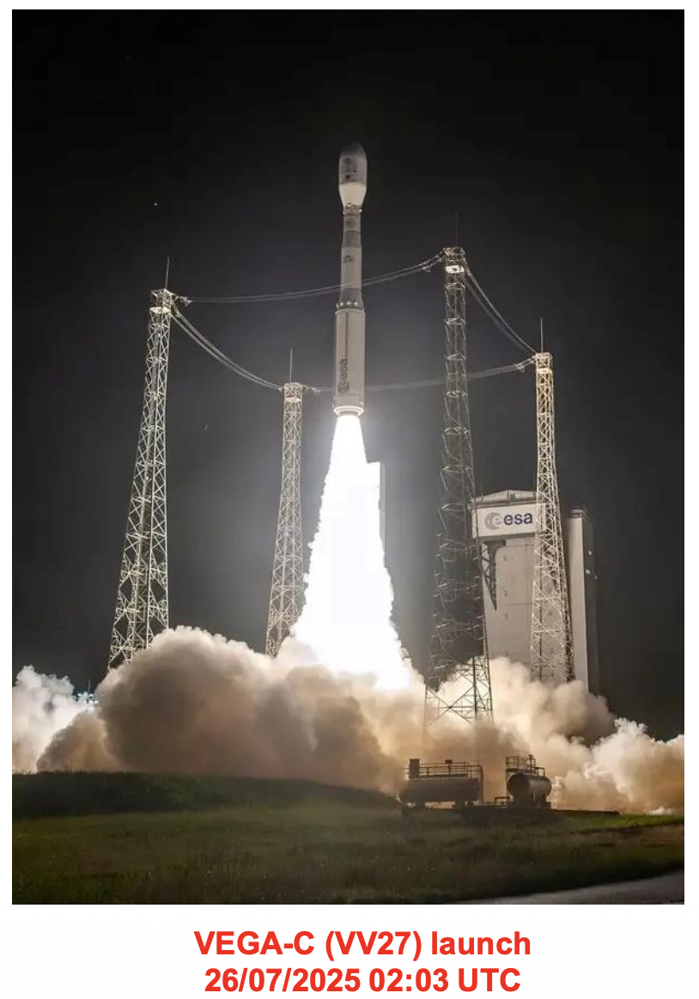 esa
esa
VEGA-C (VV27) launch
26/07/2025 02:03 UTC